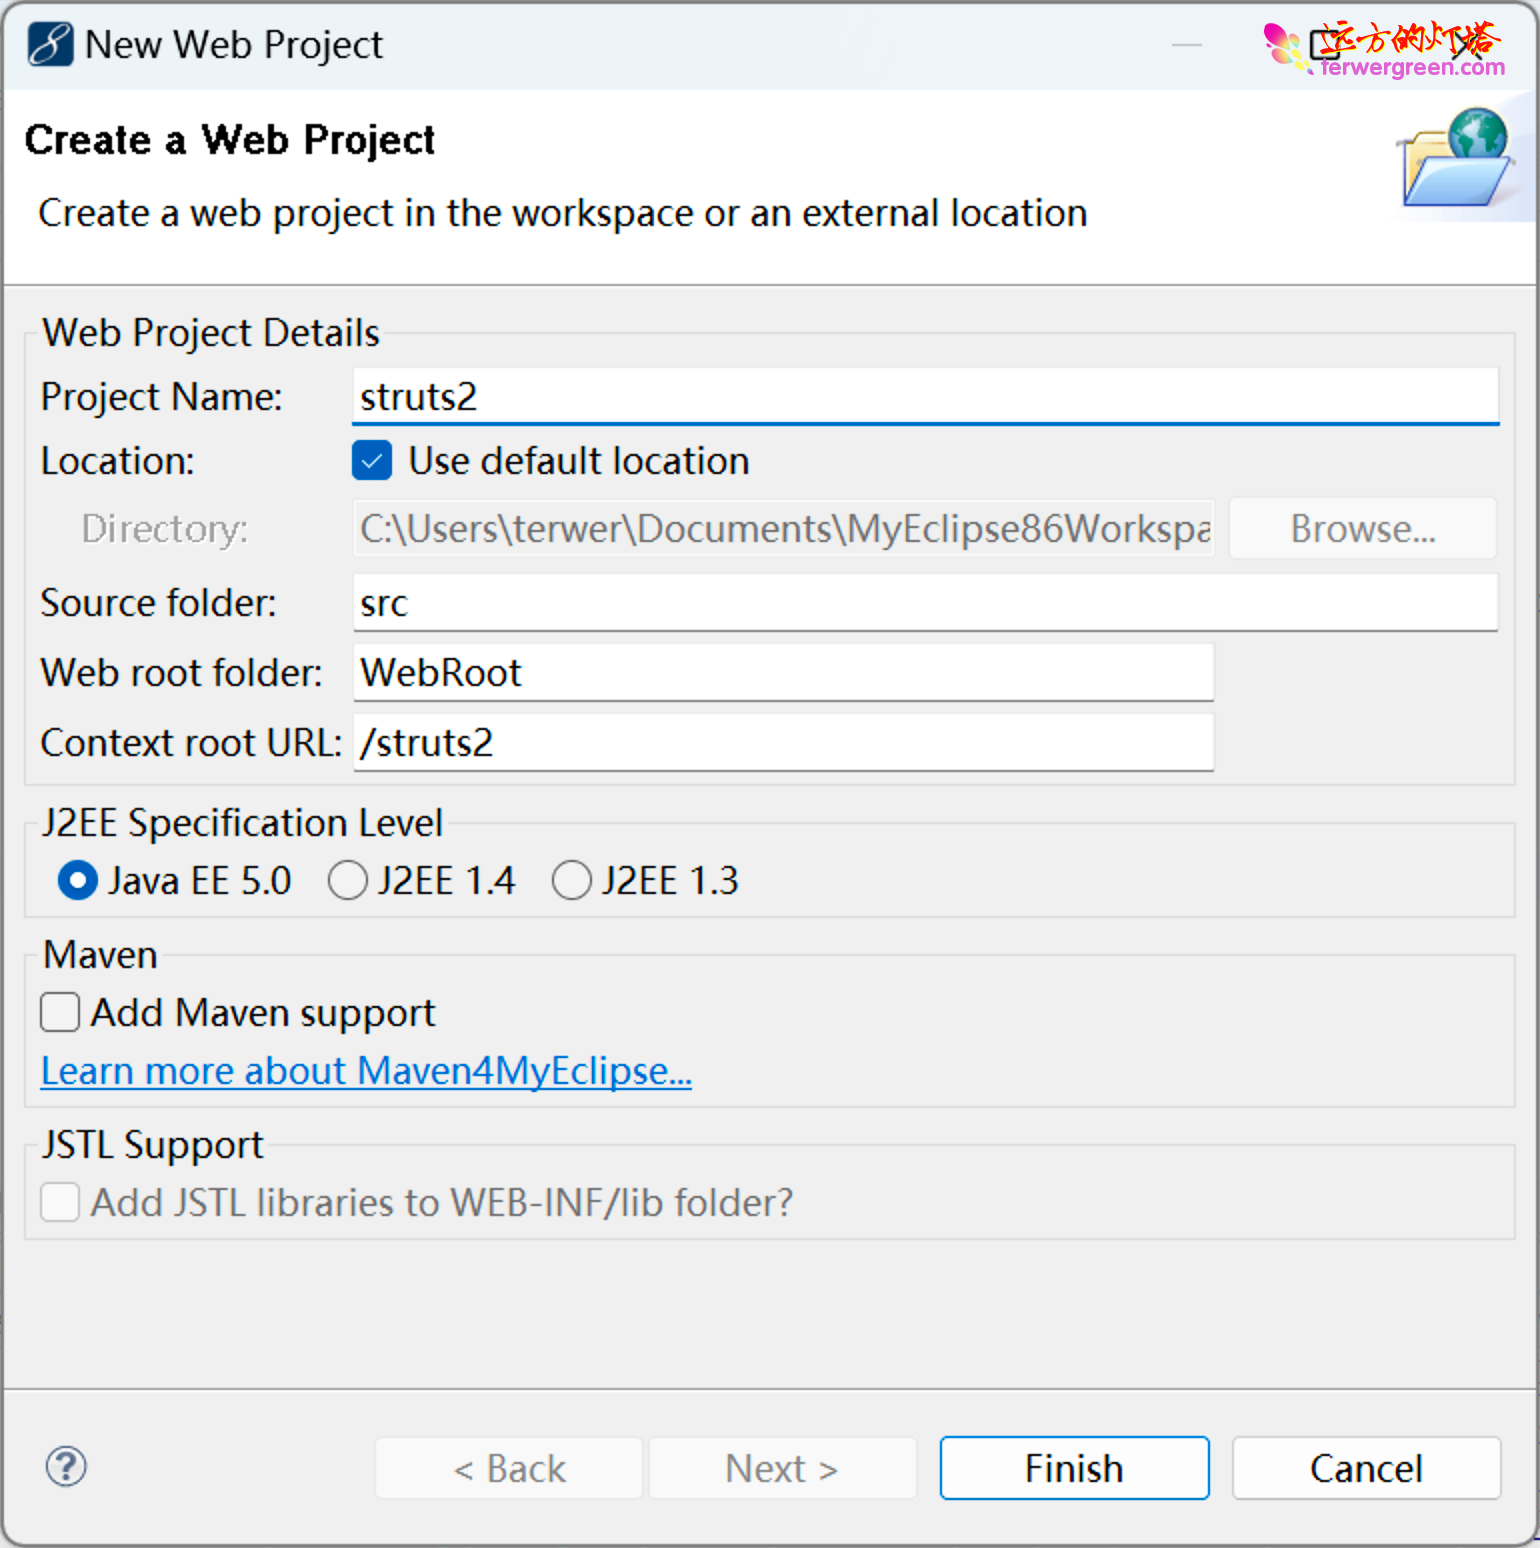 New Web Project
远方的灯塔
terwergreen.com
Create a Web Project
Create a web project in the workspace or an external location
Web Project Details
Project Name: struts2
Location: Use default location
Directory: C:\Users\terwer\Documents\MyEclipse86Workspa Browse...
Source folder: src
Web root folder: WebRoot
Context root URL: /struts2
J2EE Specification Level
Java EE 5.0 J2EE 1.4 J2EE 1.3
Maven
Add Maven support
Learn more about Maven4MyEclipse...
JSTL Support
Add JSTL libraries to WEB-INF/lib folder?
< Back Next > Finish Cancel